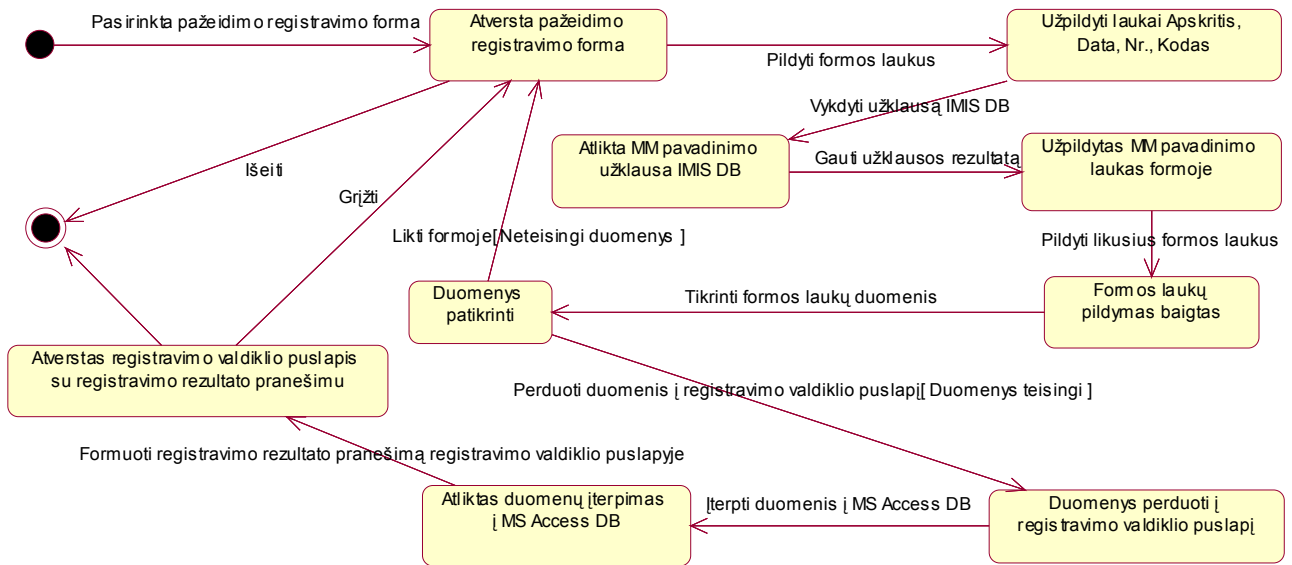 Pasirinkta pažeidimo registravimo forma
Atversta pažeidimo
registravimo forma
Pildyti formos laukus
Užpildyti laukai Apskritis,
Data, Nr., Kodas
Vykdyti užklausą IMIS DB
Atlikta MM pavadinimo
užklausa IMIS DB
Gauti užklausos rezultatą
Užpildytas MM pavadinimo
laukas formoje
Išeiti
Grįžti
Likti formoje[ Neteisingi duomenys ]
Pildyti likusius formos laukus
Duomenys
patikrinti
Tikrinti formos laukų duomenis
Formos laukų
pildymas baigtas
Atverstas registravimo valdiklio puslapis
su registravimo rezultato pranešimu
Perduoti duomenis į registravimo valdiklio puslapį[ Duomenys teisingi ]
Formuoti registravimo rezultato pranešimą registravimo valdiklio puslapyje
Atliktas duomenų įterpimas
į MS Access DB
Įterpti duomenis į MS Access DB
Duomenys perduoti į
registravimo valdiklio puslapį